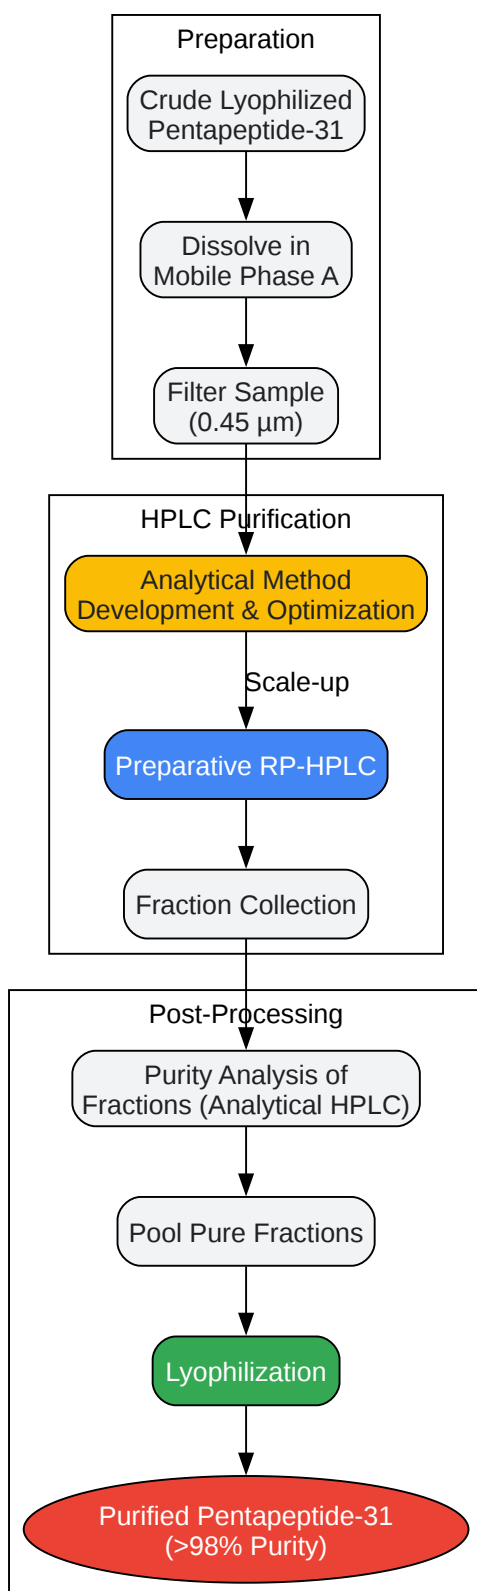 Preparation
Crude Lyophilized
Pentapeptide-31
Dissolve in
Mobile Phase A
Filter Sample
(0.45 µm)
HPLC Purification
Analytical Method
Development & Optimization
Scale-up
Preparative RP-HPLC
Fraction Collection
Post-Processing
Purity Analysis of
Fractions (Analytical HPLC)
Pool Pure Fractions
Lyophilization
Purified Pentapeptide-31
(>98% Purity)